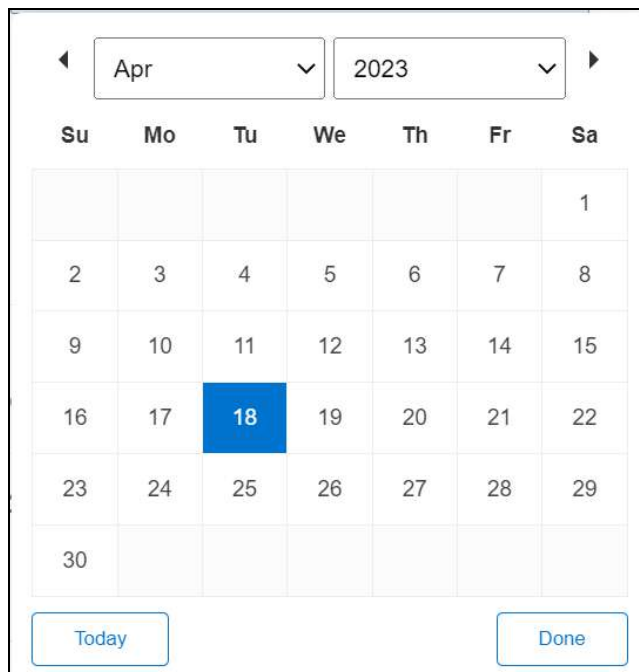 Apr 2023
Su Mo Tu We Th Fr Sa
1
2 3 4 5 6 7 8
9 10 11 12 13 14 15
16 17 18 19 20 21 22
23 24 25 26 27 28 29
30
Today Done